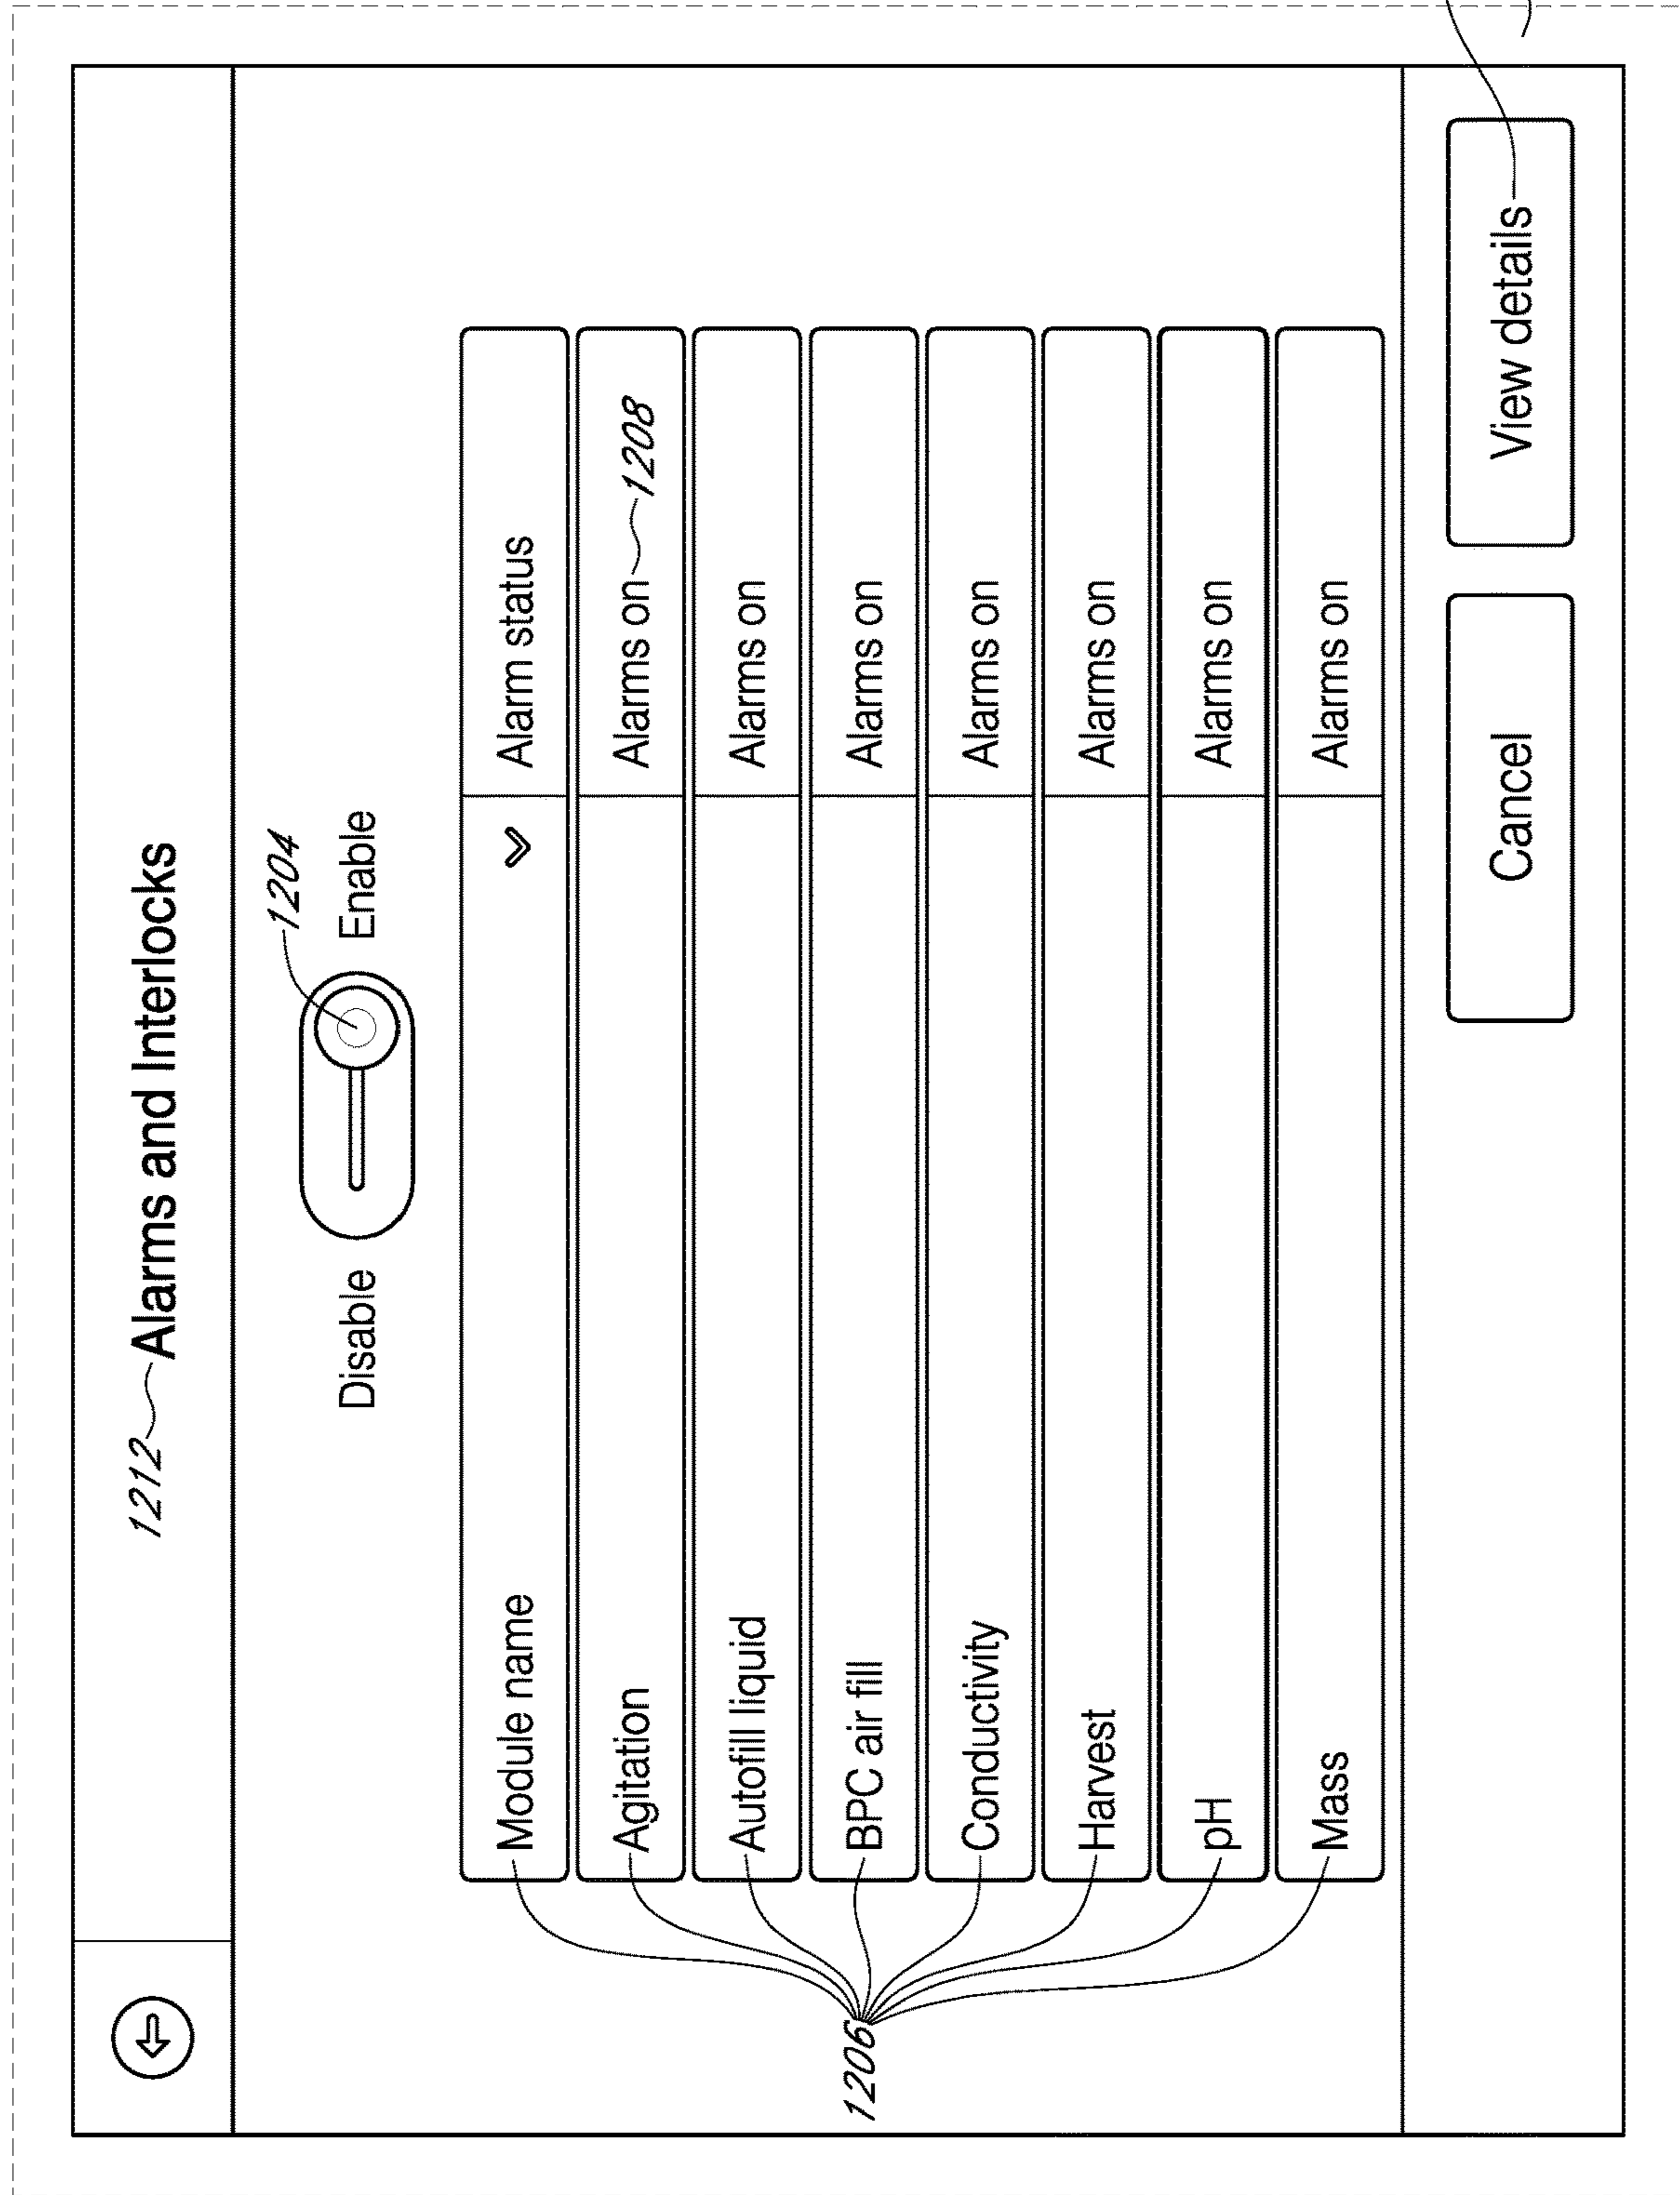 1212 Alarms and Interlocks
1204
Disable Enable
Module name Alarm status
Agitation Alarms on 1208
Autofill liquid Alarms on
BPC air fill Alarms on
Conductivity Alarms on
Harvest Alarms on
pH Alarms on
Mass Alarms on
1206
Cancel View details